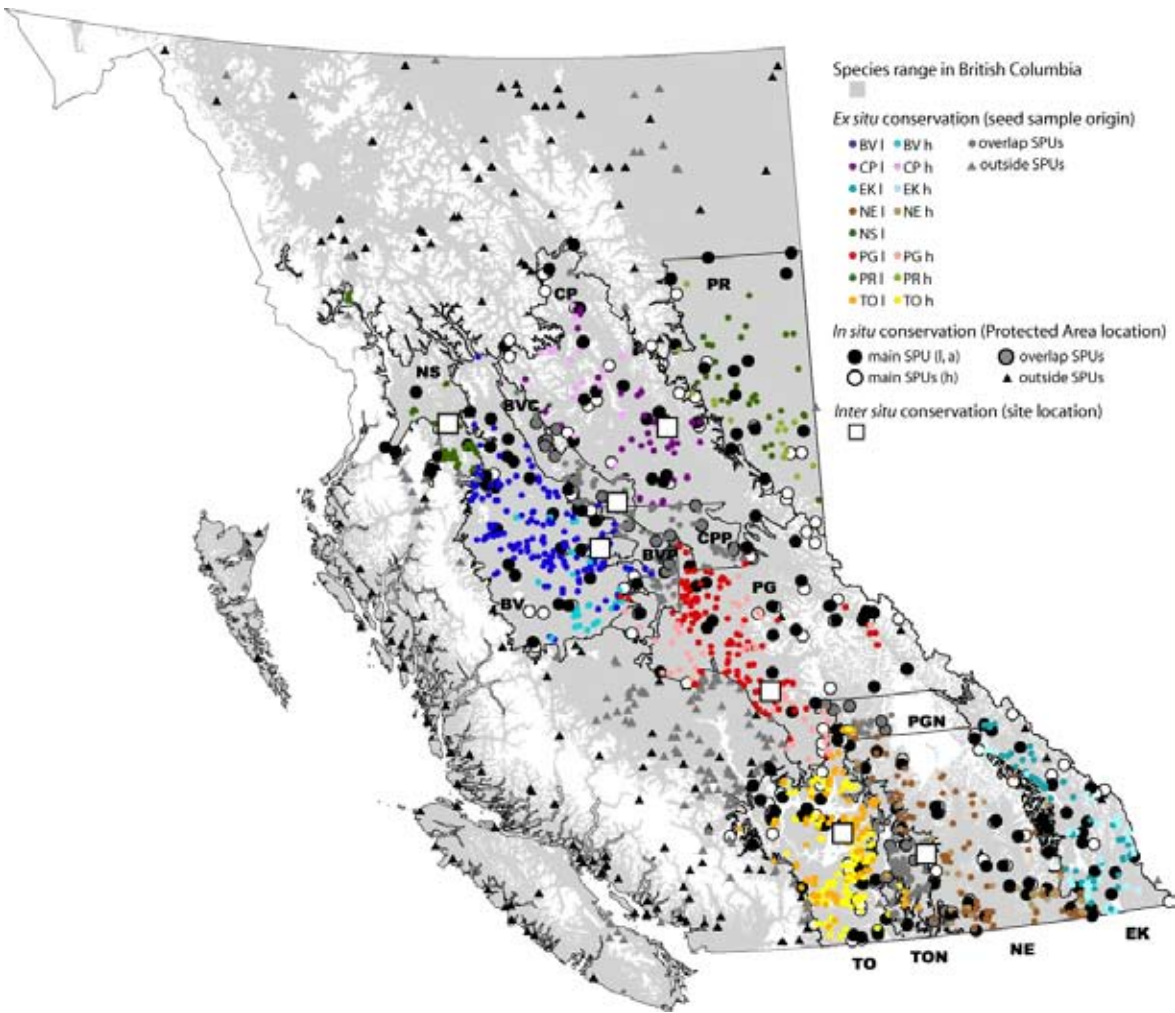 Species range in British Columbia
Ex situ conservation (seed sample origin)
BV l BV h overlap SPUs
CP l CP h outside SPUs
EK l EK h
NE l NE h
NS l
PG l PG h
PR l PR h
TO l TO h
In situ conservation (Protected Area location)
main SPU (l, a) overlap SPUs
main SPUs (h) outside SPUs
Inter situ conservation (site location)
CP
PR
NS
BVC
CPP
BVP
PG
BV
PGN
EK
NE
TON
TO